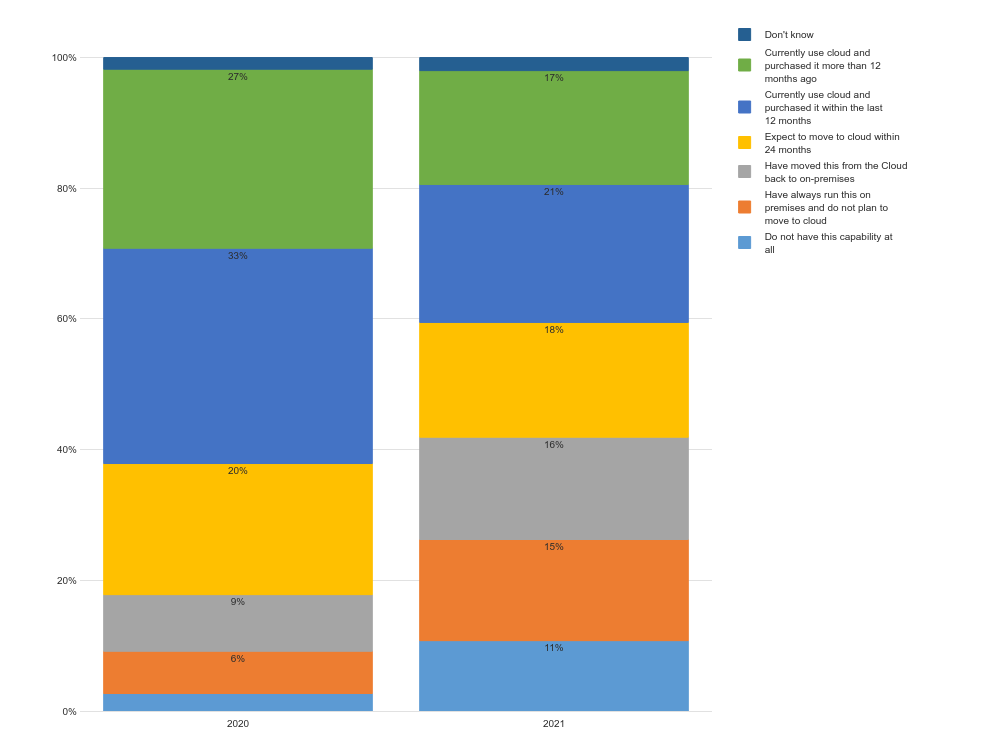 Don't know
Currently use cloud and
purchased it more than 12
months ago
Currently use cloud and
purchased it within the last
12 months
Expect to move to cloud within
24 months
Have moved this from the Cloud
back to on-premises
Have always run this on
premises and do not plan to
move to cloud
Do not have this capability at
all
100%
80%
60%
40%
20%
0%
27%
33%
20%
9%
6%
17%
21%
18%
16%
15%
11%
2020
2021